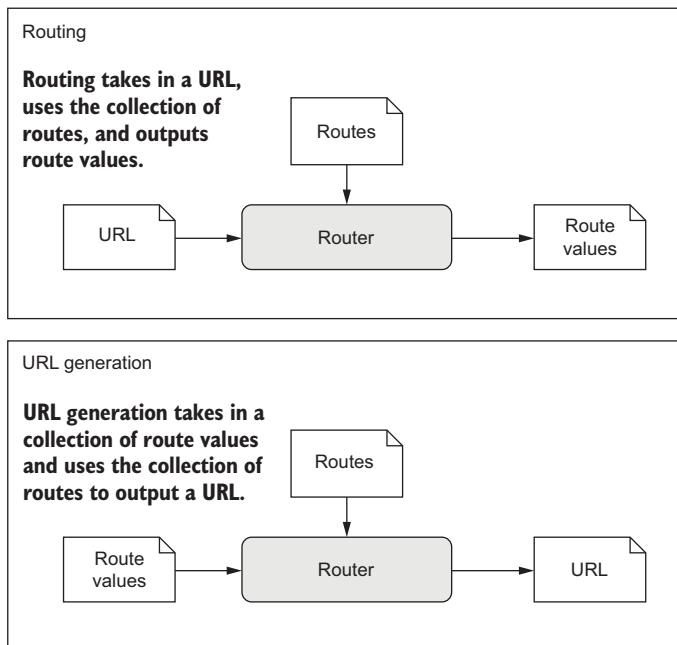 Routing
Routing takes in a URL,
uses the collection of
routes, and outputs
route values.
Routes
URL
Router
Route
values
URL generation
URL generation takes in a
collection of route values
and uses the collection of
routes to output a URL.
Routes
Route
values
Router
URL